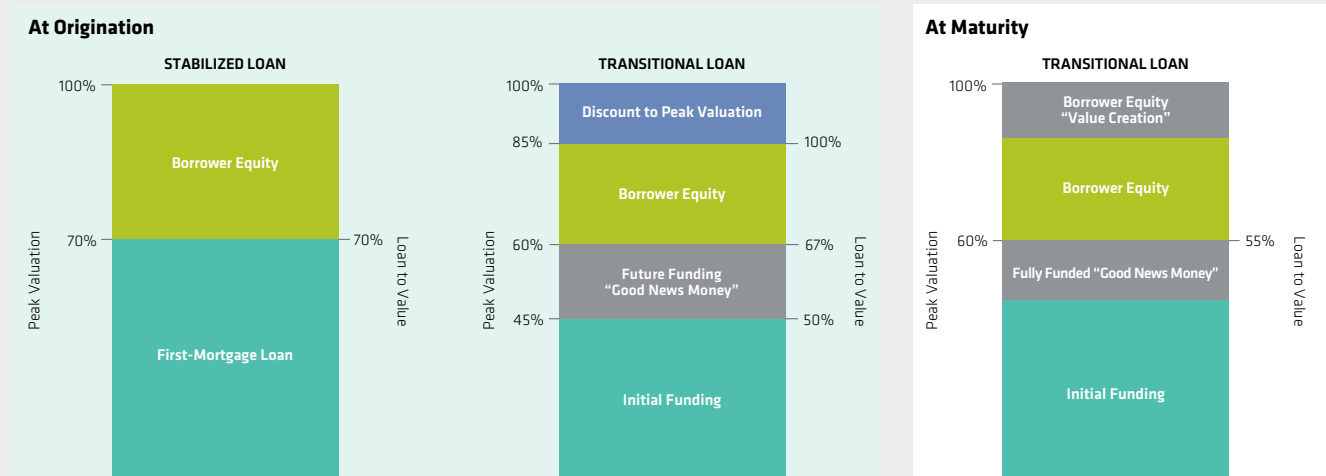 At Origination
STABILIZED LOAN
100%
Borrower Equity
70%
70%
Peak Valuation
Loan to Value
First-Mortgage Loan
TRANSITIONAL LOAN
100%
Discount to Peak Valuation
85%
100%
Borrower Equity
60%
67%
Peak Valuation
Loan to Value
Future Funding
“Good News Money”
45%
50%
Initial Funding
At Maturity
TRANSITIONAL LOAN
100%
Borrower Equity
“Value Creation”
Borrower Equity
60%
55%
Peak Valuation
Loan to Value
Fully Funded “Good News Money”
Initial Funding